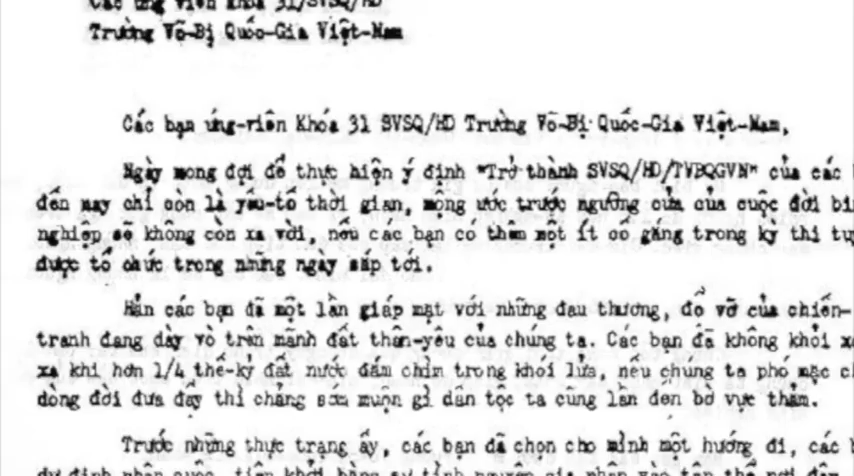 Các ứng viên Khóa 31/SVSQ/HD
Trường Võ-Bị Quốc-Gia Việt-Nam
Các bạn ứng-viên Khóa 31 SVSQ/HD Trường Võ-Bị Quốc-Gia Việt-Nam,
Ngày mong đợi để thực hiện ý định "Trở thành SVSQ/HD/TVBQGVN" của các
đến nay chỉ còn là yếu-tố thời gian, mộng ước trước ngưỡng cửa của cuộc đời
nghiệp sẽ không còn xa vời, nếu các bạn có thêm một ít cố gắng trong kỳ thi
được tổ chức trong những ngày sắp tới.
Hẳn các bạn đã một lần giáp mặt với những đau thương, đổ vỡ của chiến-
tranh đang dày vò trên mãnh đất thân-yêu của chúng ta. Các bạn đã không khỏi
xa khi hơn 1/4 thế-kỷ đất nước đắm chìm trong khói lửa, nếu chúng ta phó mặc
dòng đời đưa đẩy thì chẳng sớm muộn gì dân tộc ta cũng lần đến bờ vực thẳm.
Trước những thực trạng ấy, các bạn đã chọn cho mình một hướng đi, các